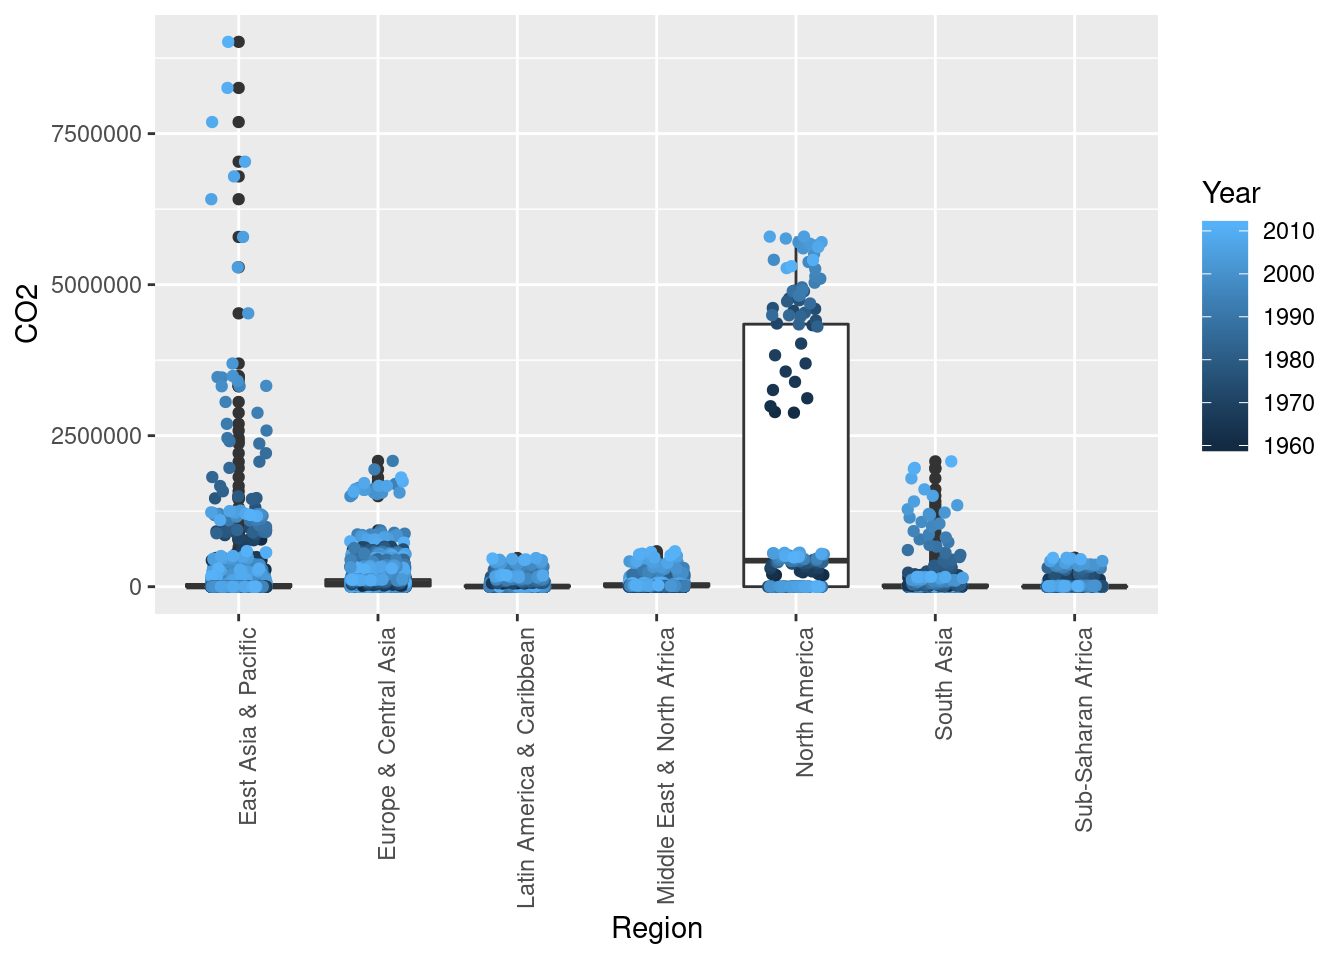 CO2
7500000
5000000
2500000
0
East Asia & Pacific
Europe & Central Asia
Latin America & Caribbean
Middle East & North Africa
North America
South Asia
Sub-Saharan Africa
Region
Year
2010
2000
1990
1980
1970
1960